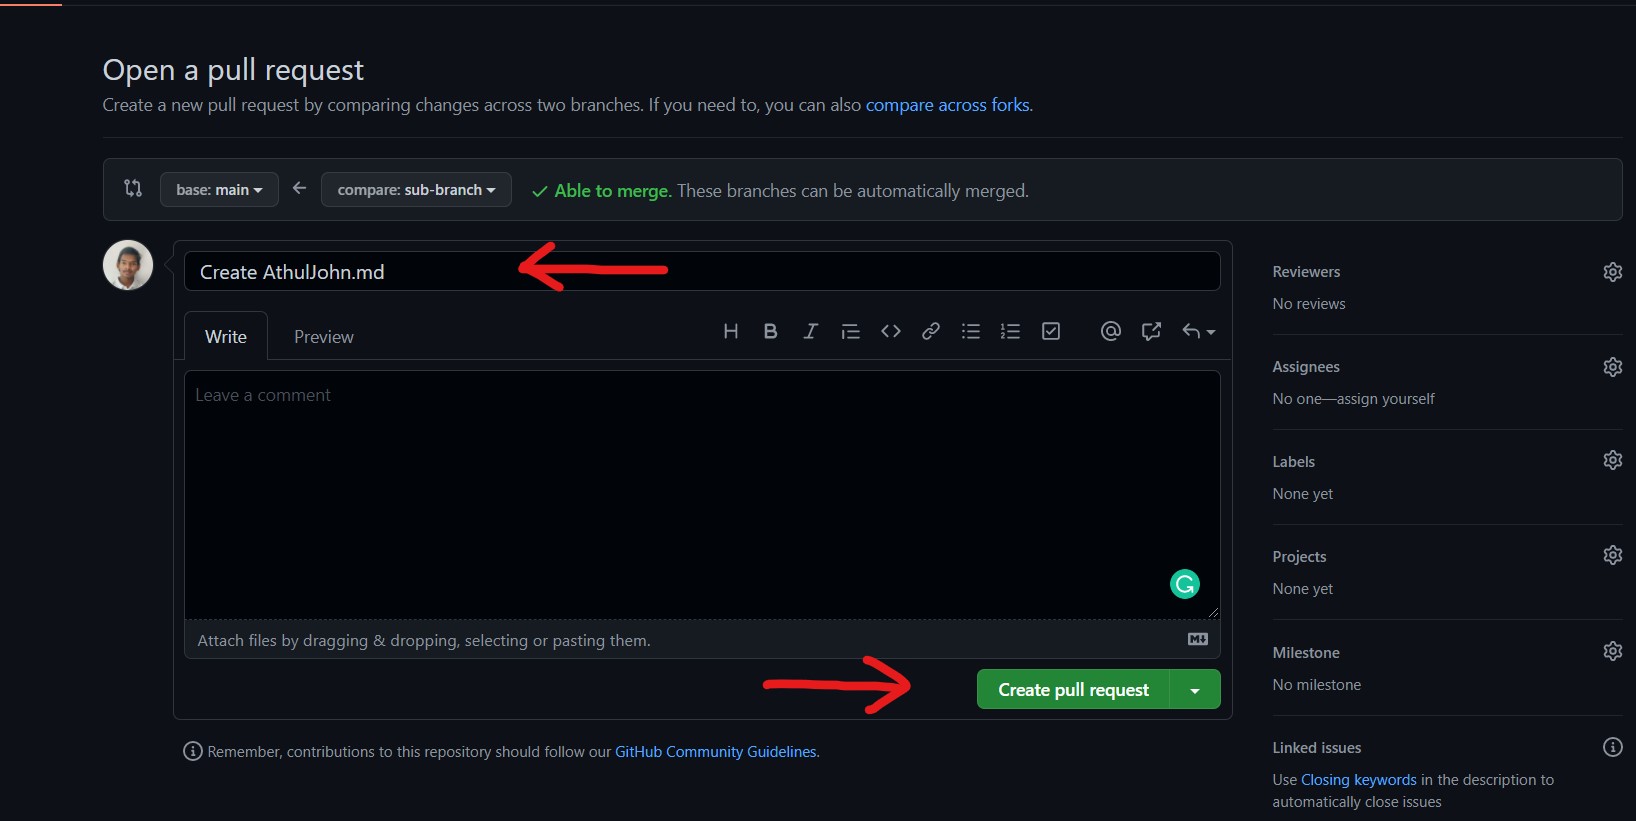 Open a pull request
Create a new pull request by comparing changes across two branches. If you need to, you can also compare across forks.
base: main
compare: sub-branch
Able to merge. These branches can be automatically merged.
Create AthulJohn.md
Write
Preview
H B I
Leave a comment
G
Attach files by dragging & dropping, selecting or pasting them.
M
Create pull request
Remember, contributions to this repository should follow our GitHub Community Guidelines.
Reviewers
No reviews
Assignees
No one—assign yourself
Labels
None yet
Projects
None yet
Milestone
No milestone
Linked issues
Use Closing keywords in the description to
automatically close issues